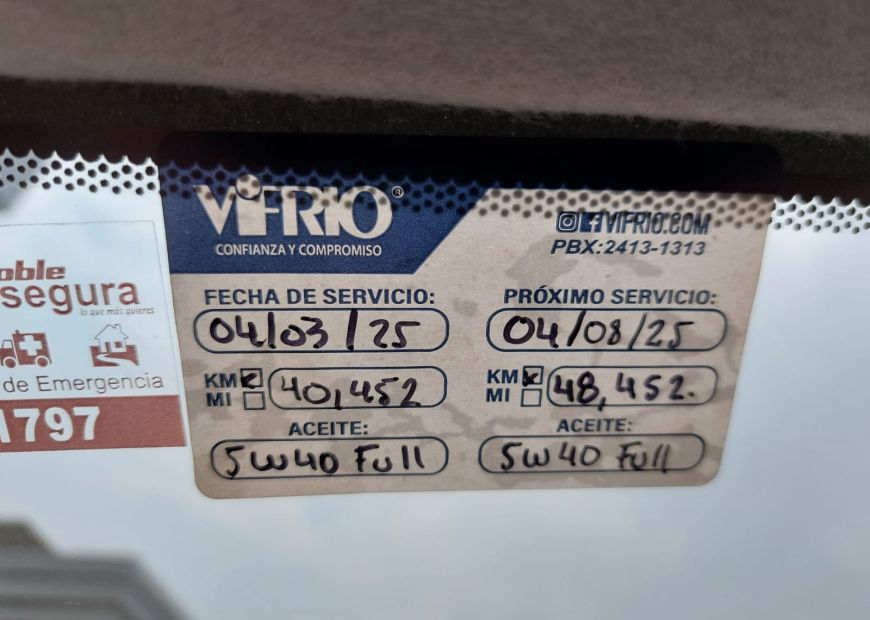 VIFRIO®
CONFIANZA Y COMPROMISO
VIFRIO.COM
PBX:2413-1313
FECHA DE SERVICIO:
04/03/25
KM 40,452
MI
ACEITE:
5W40 Full
PRÓXIMO SERVICIO:
04/08/25
KM 48,452.
MI
ACEITE:
5W40 Full
oble
segura
lo que más quieres
de Emergencia
1797